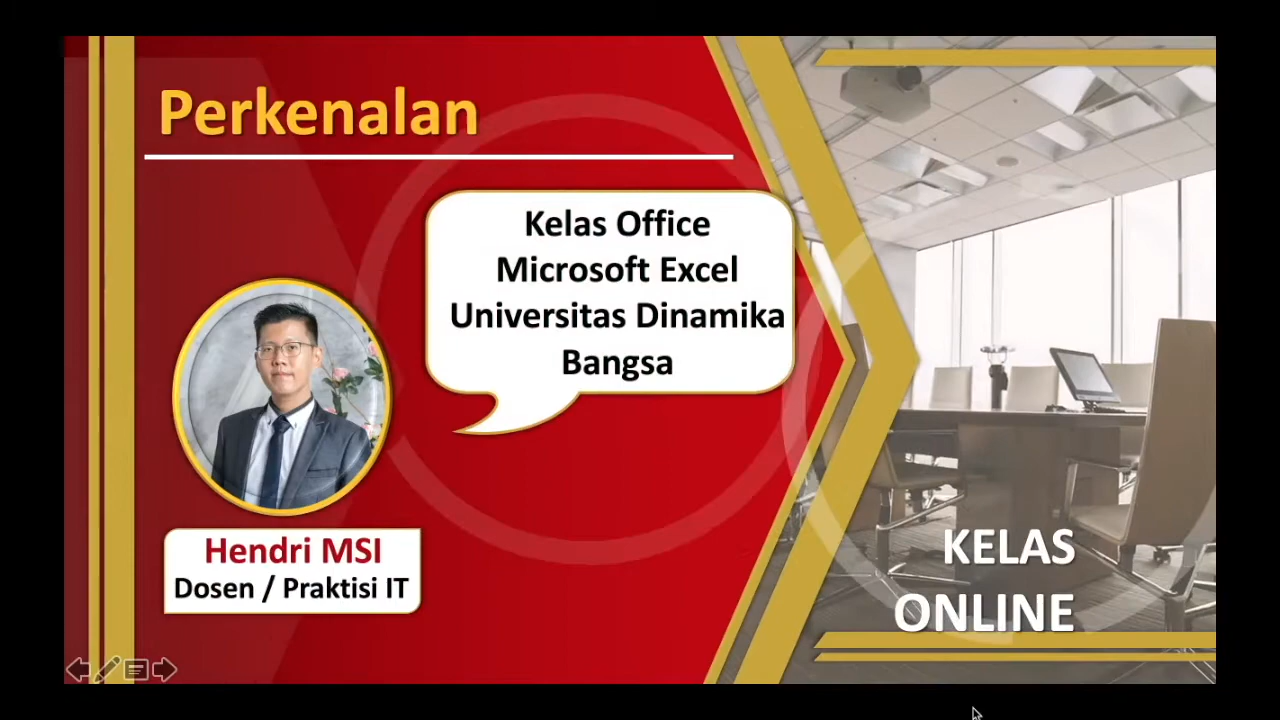 Perkenalan
Kelas Office
Microsoft Excel
Universitas Dinamika
Bangsa
Hendri MSI
Dosen / Praktisi IT
KELAS
ONLINE